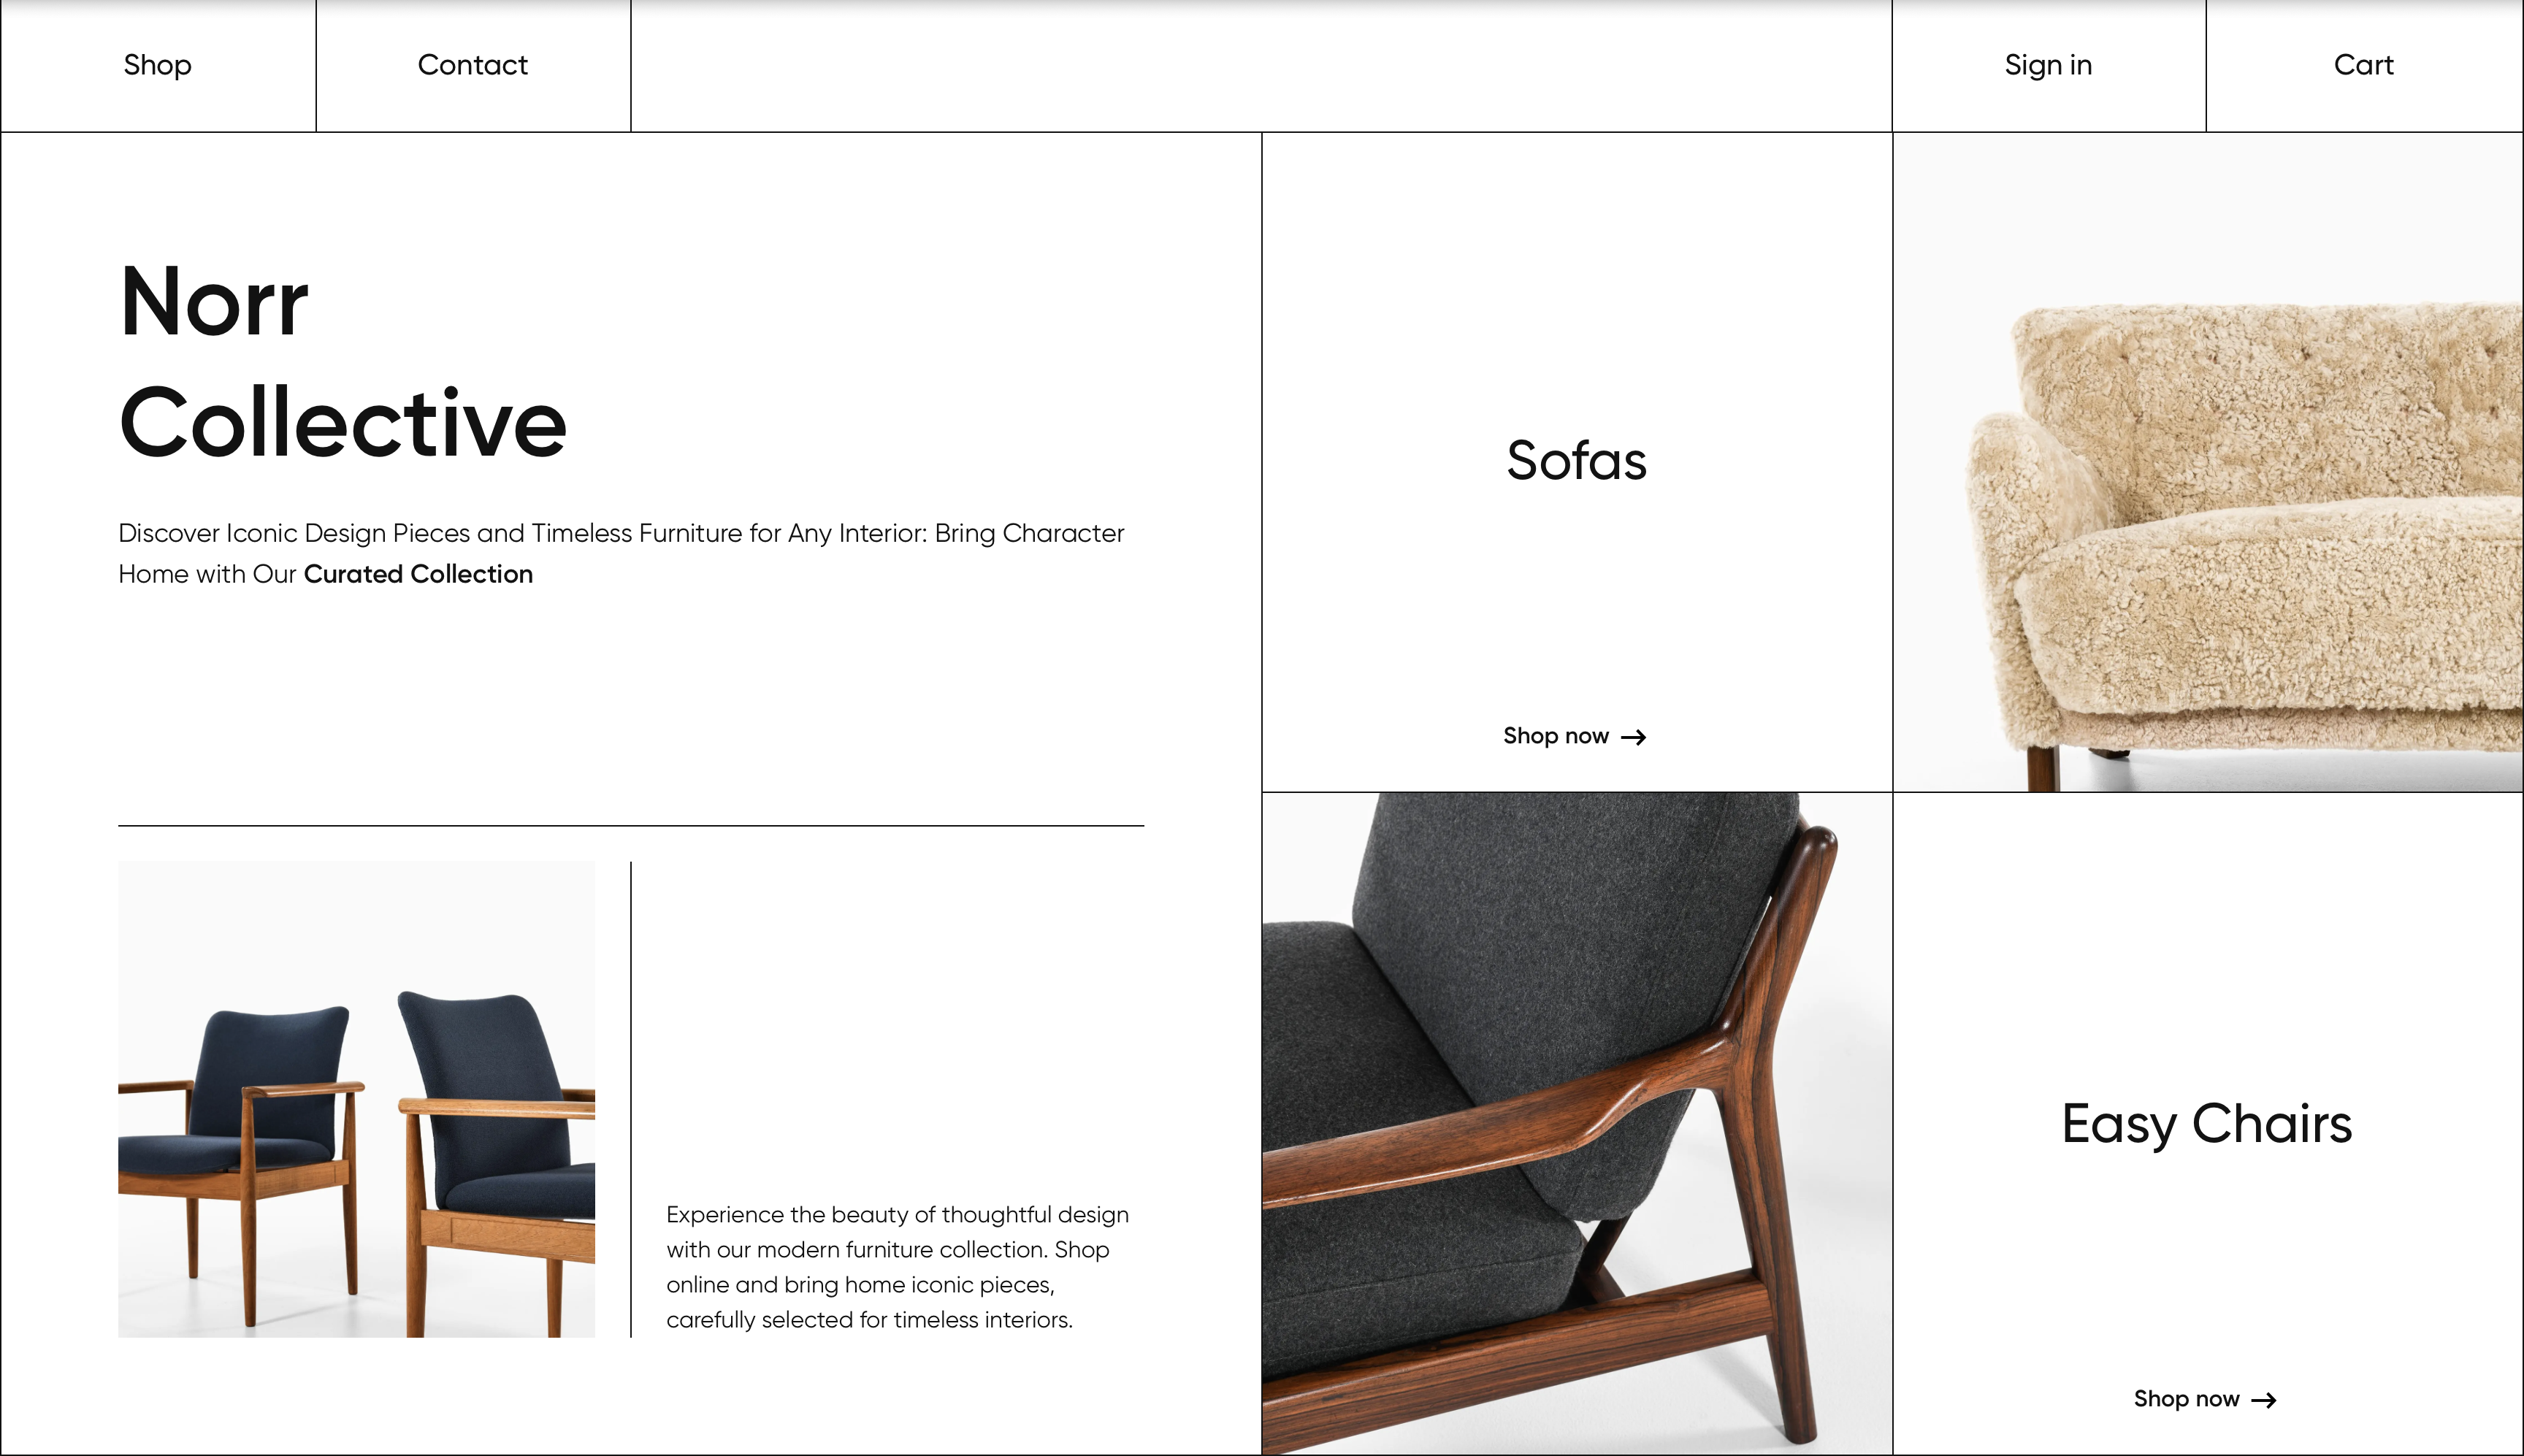 Shop
Contact
Sign in
Cart
Norr
Collective
Discover Iconic Design Pieces and Timeless Furniture for Any Interior: Bring Character
Home with Our Curated Collection
Experience the beauty of thoughtful design
with our modern furniture collection. Shop
online and bring home iconic pieces,
carefully selected for timeless interiors.
Sofas
Shop now →
Easy Chairs
Shop now →